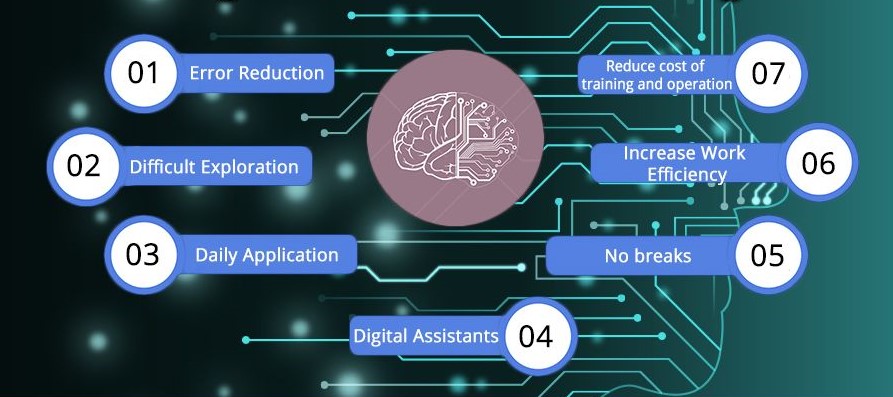 01
Error Reduction
02
Difficult Exploration
03
Daily Application
Digital Assistants
04
No breaks
05
Increase Work
Efficiency
06
Reduce cost of
training and operation
07